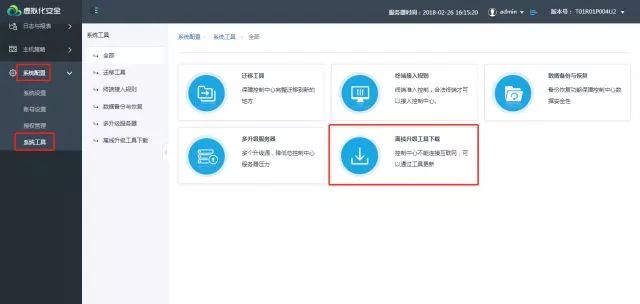 虚拟化安全
服务器时间:2018-02-26 16:15:20
admin
版本号: T01R01P004U2
日志与报表
主机策略
系统配置
系统设置
账号设置
授权管理
系统工具
系统工具
全部
迁移工具
终端接入规则
数据备份与恢复
多升级服务器
离线升级工具下载
系统配置 > 系统工具 > 全部
迁移工具
保障控制中心完整迁移到新的
地方
终端接入规则
终端准入控制,合法终端才可
以接入控制中心。
数据备份与恢复
备份恢复功能保障控制中心数
据安全性
多升级服务器
多个升级源,降低总控制中心
服务器压力
离线升级工具下载
控制中心不能连接互联网,可
以通过工具更新